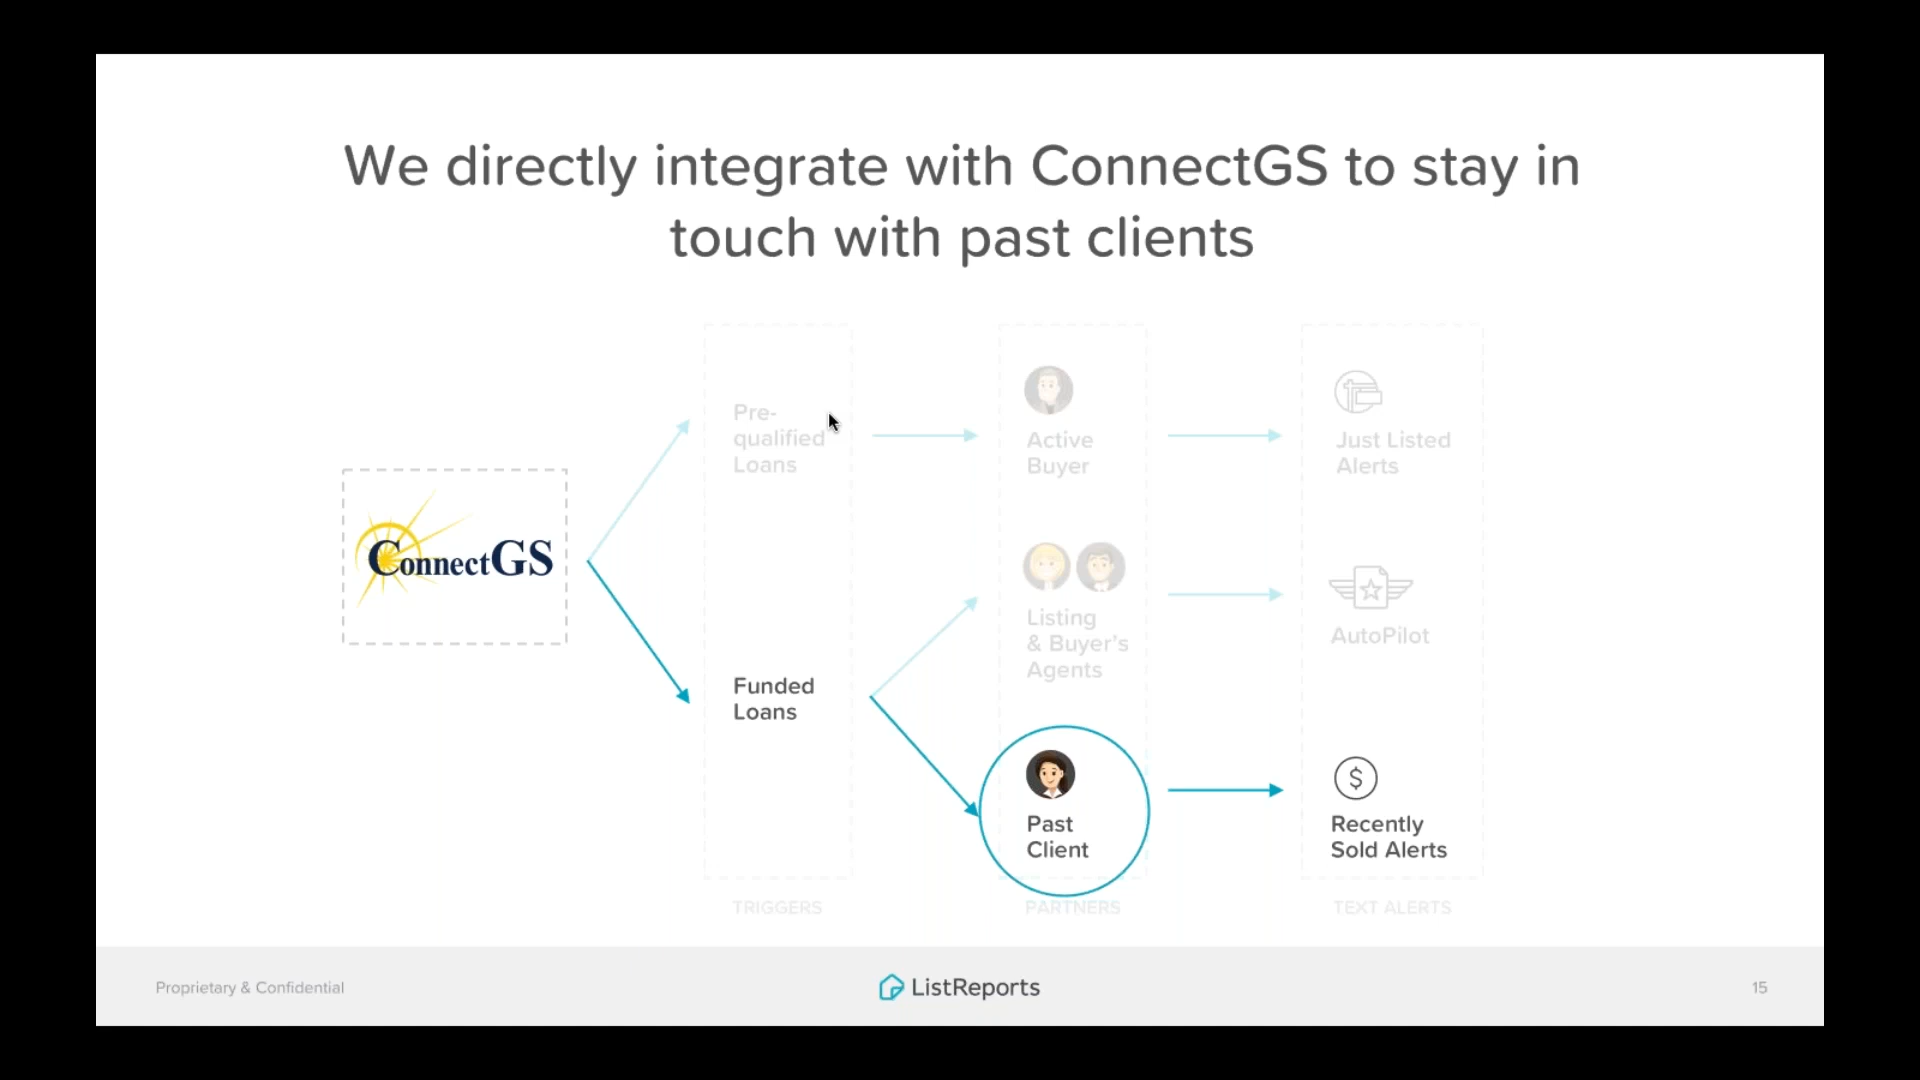 We directly integrate with ConnectGS to stay in
touch with past clients
ConnectGS
Pre-
qualified
Loans
Funded
Loans
TRIGGERS
Active
Buyer
Listing
& Buyer's
Agents
Past
Client
PARTNERS
Just Listed
Alerts
AutoPilot
$
Recently
Sold Alerts
TEXT ALERTS
Proprietary & Confidential
ListReports
15